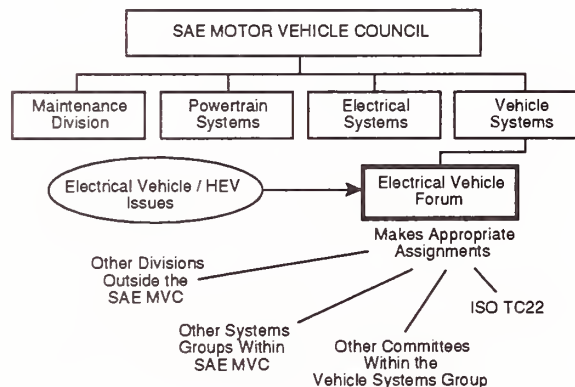 SAE MOTOR VEHICLE COUNCIL
Maintenance
Division
Powertrain
Systems
Electrical
Systems
Vehicle
Systems
Electrical Vehicle / HEV
Issues
Electrical Vehicle
Forum
Makes Appropriate
Assignments
Other Divisions
Outside the
SAE MVC
Other Systems
Groups Within
SAE MVC
Other Committees
Within the
Vehicle Systems Group
ISO TC22